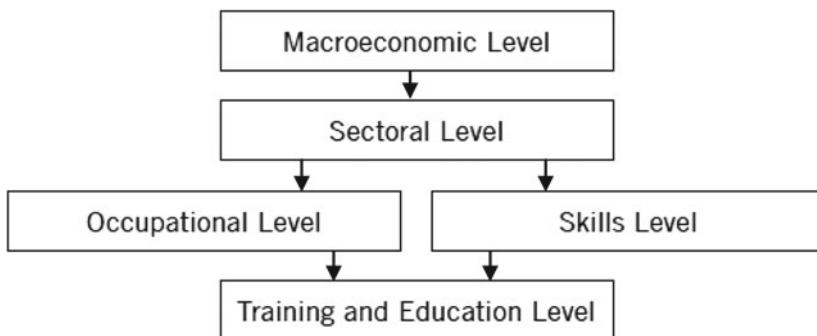 Macroeconomic Level
Sectoral Level
Occupational Level
Skills Level
Training and Education Level